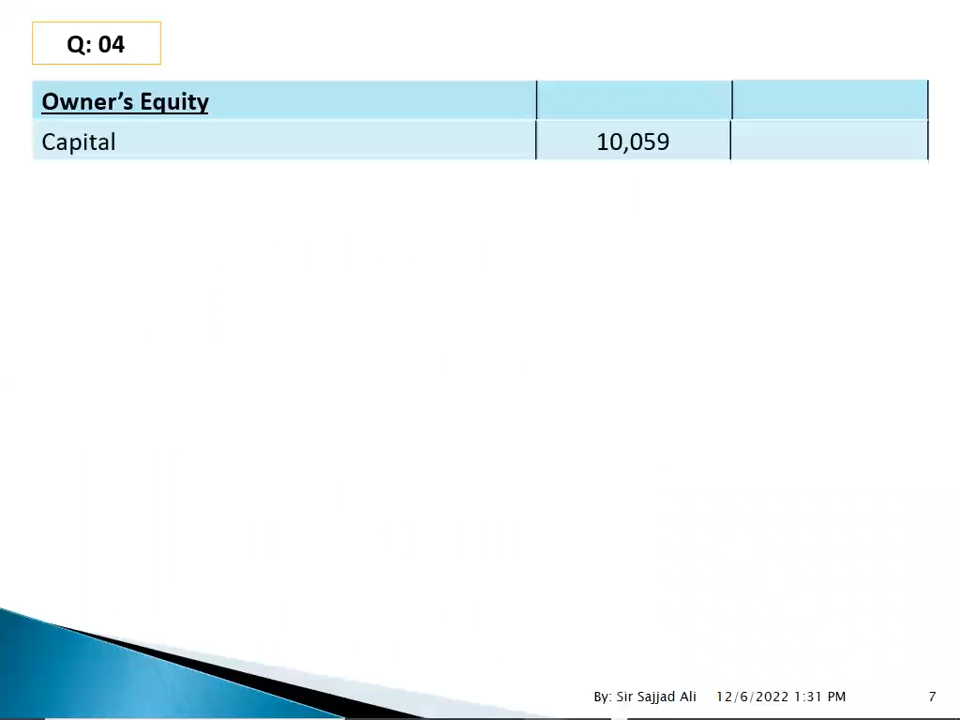 Q: 04
Owner’s Equity
Capital 10,059
By: Sir Sajjad Ali 12/6/2022 1:31 PM 7